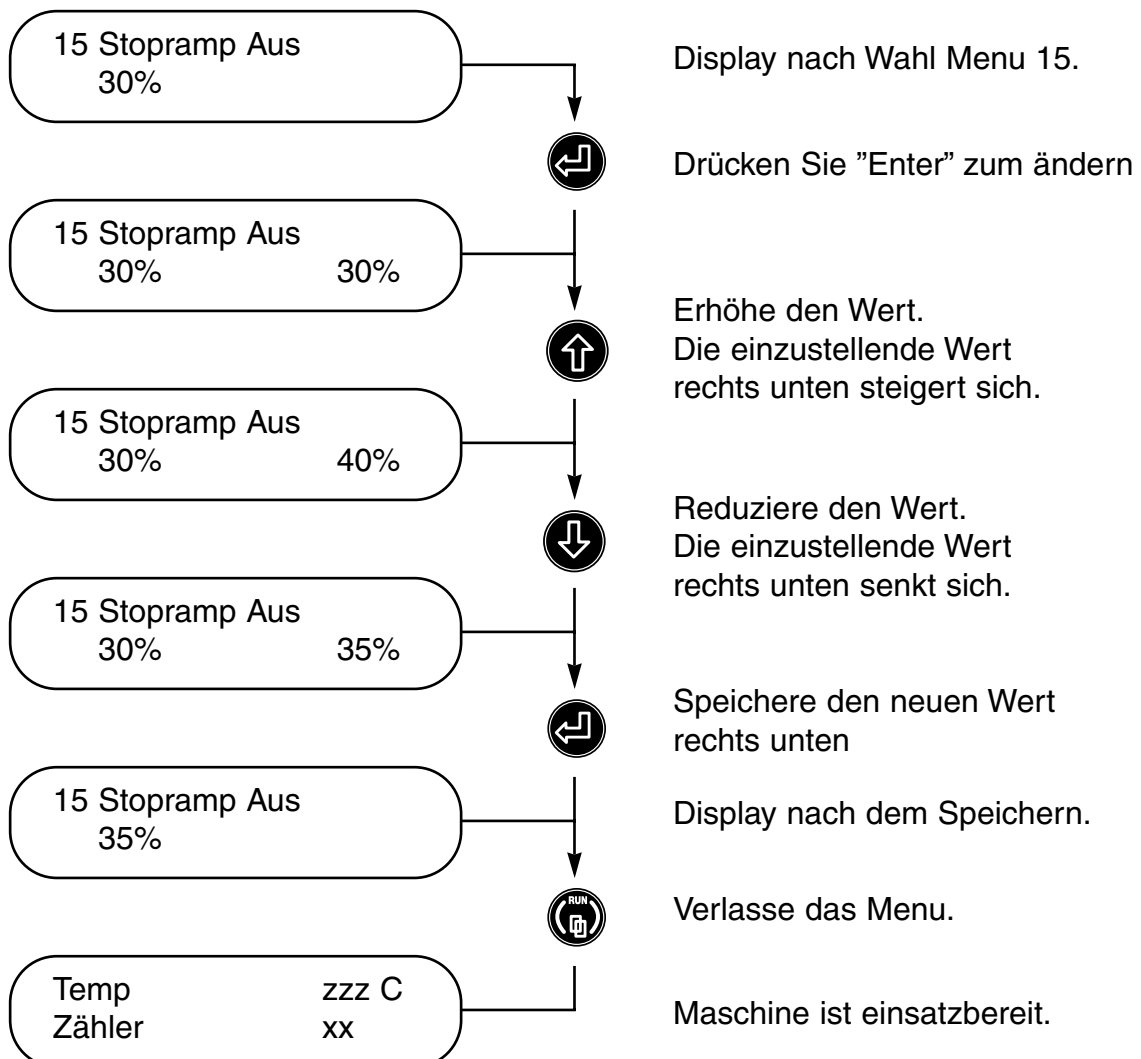 15 Stopramp Aus
30%
Display nach Wahl Menu 15.
Drücken Sie ”Enter” zum ändern
15 Stopramp Aus
30% 30%
Erhöhe den Wert.
Die einzustellende Wert
rechts unten steigert sich.
15 Stopramp Aus
30% 40%
Reduziere den Wert.
Die einzustellende Wert
rechts unten senkt sich.
15 Stopramp Aus
30% 35%
Speichere den neuen Wert
rechts unten
15 Stopramp Aus
35%
Display nach dem Speichern.
RUN
Verlasse das Menu.
Temp zzz C
Zähler xx
Maschine ist einsatzbereit.